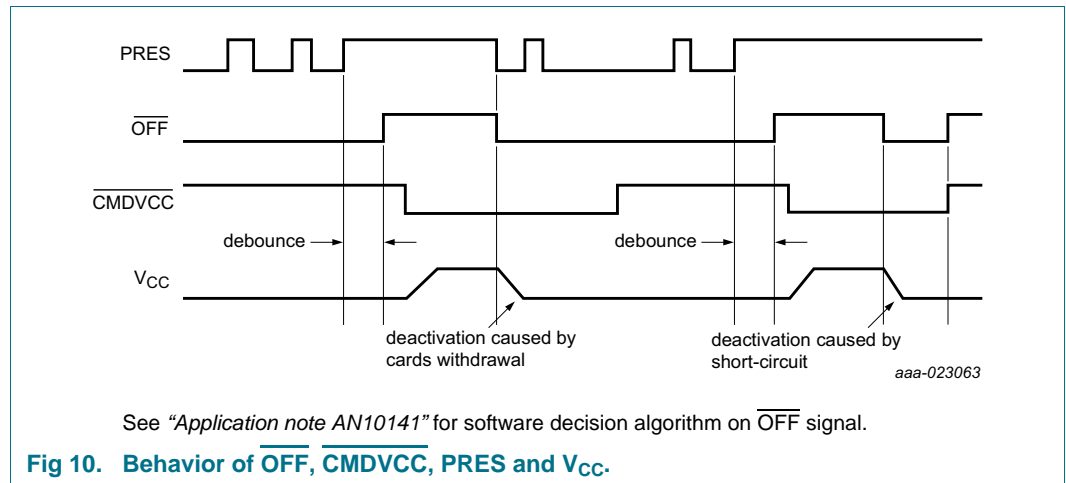 PRES
OFF
CMDVCC
debounce
debounce
VCC
deactivation caused by
cards withdrawal
deactivation caused by
short-circuit
aaa-023063
See “Application note AN10141” for software decision algorithm on OFF signal.
Fig 10. Behavior of OFF, CMDVCC, PRES and VCC.